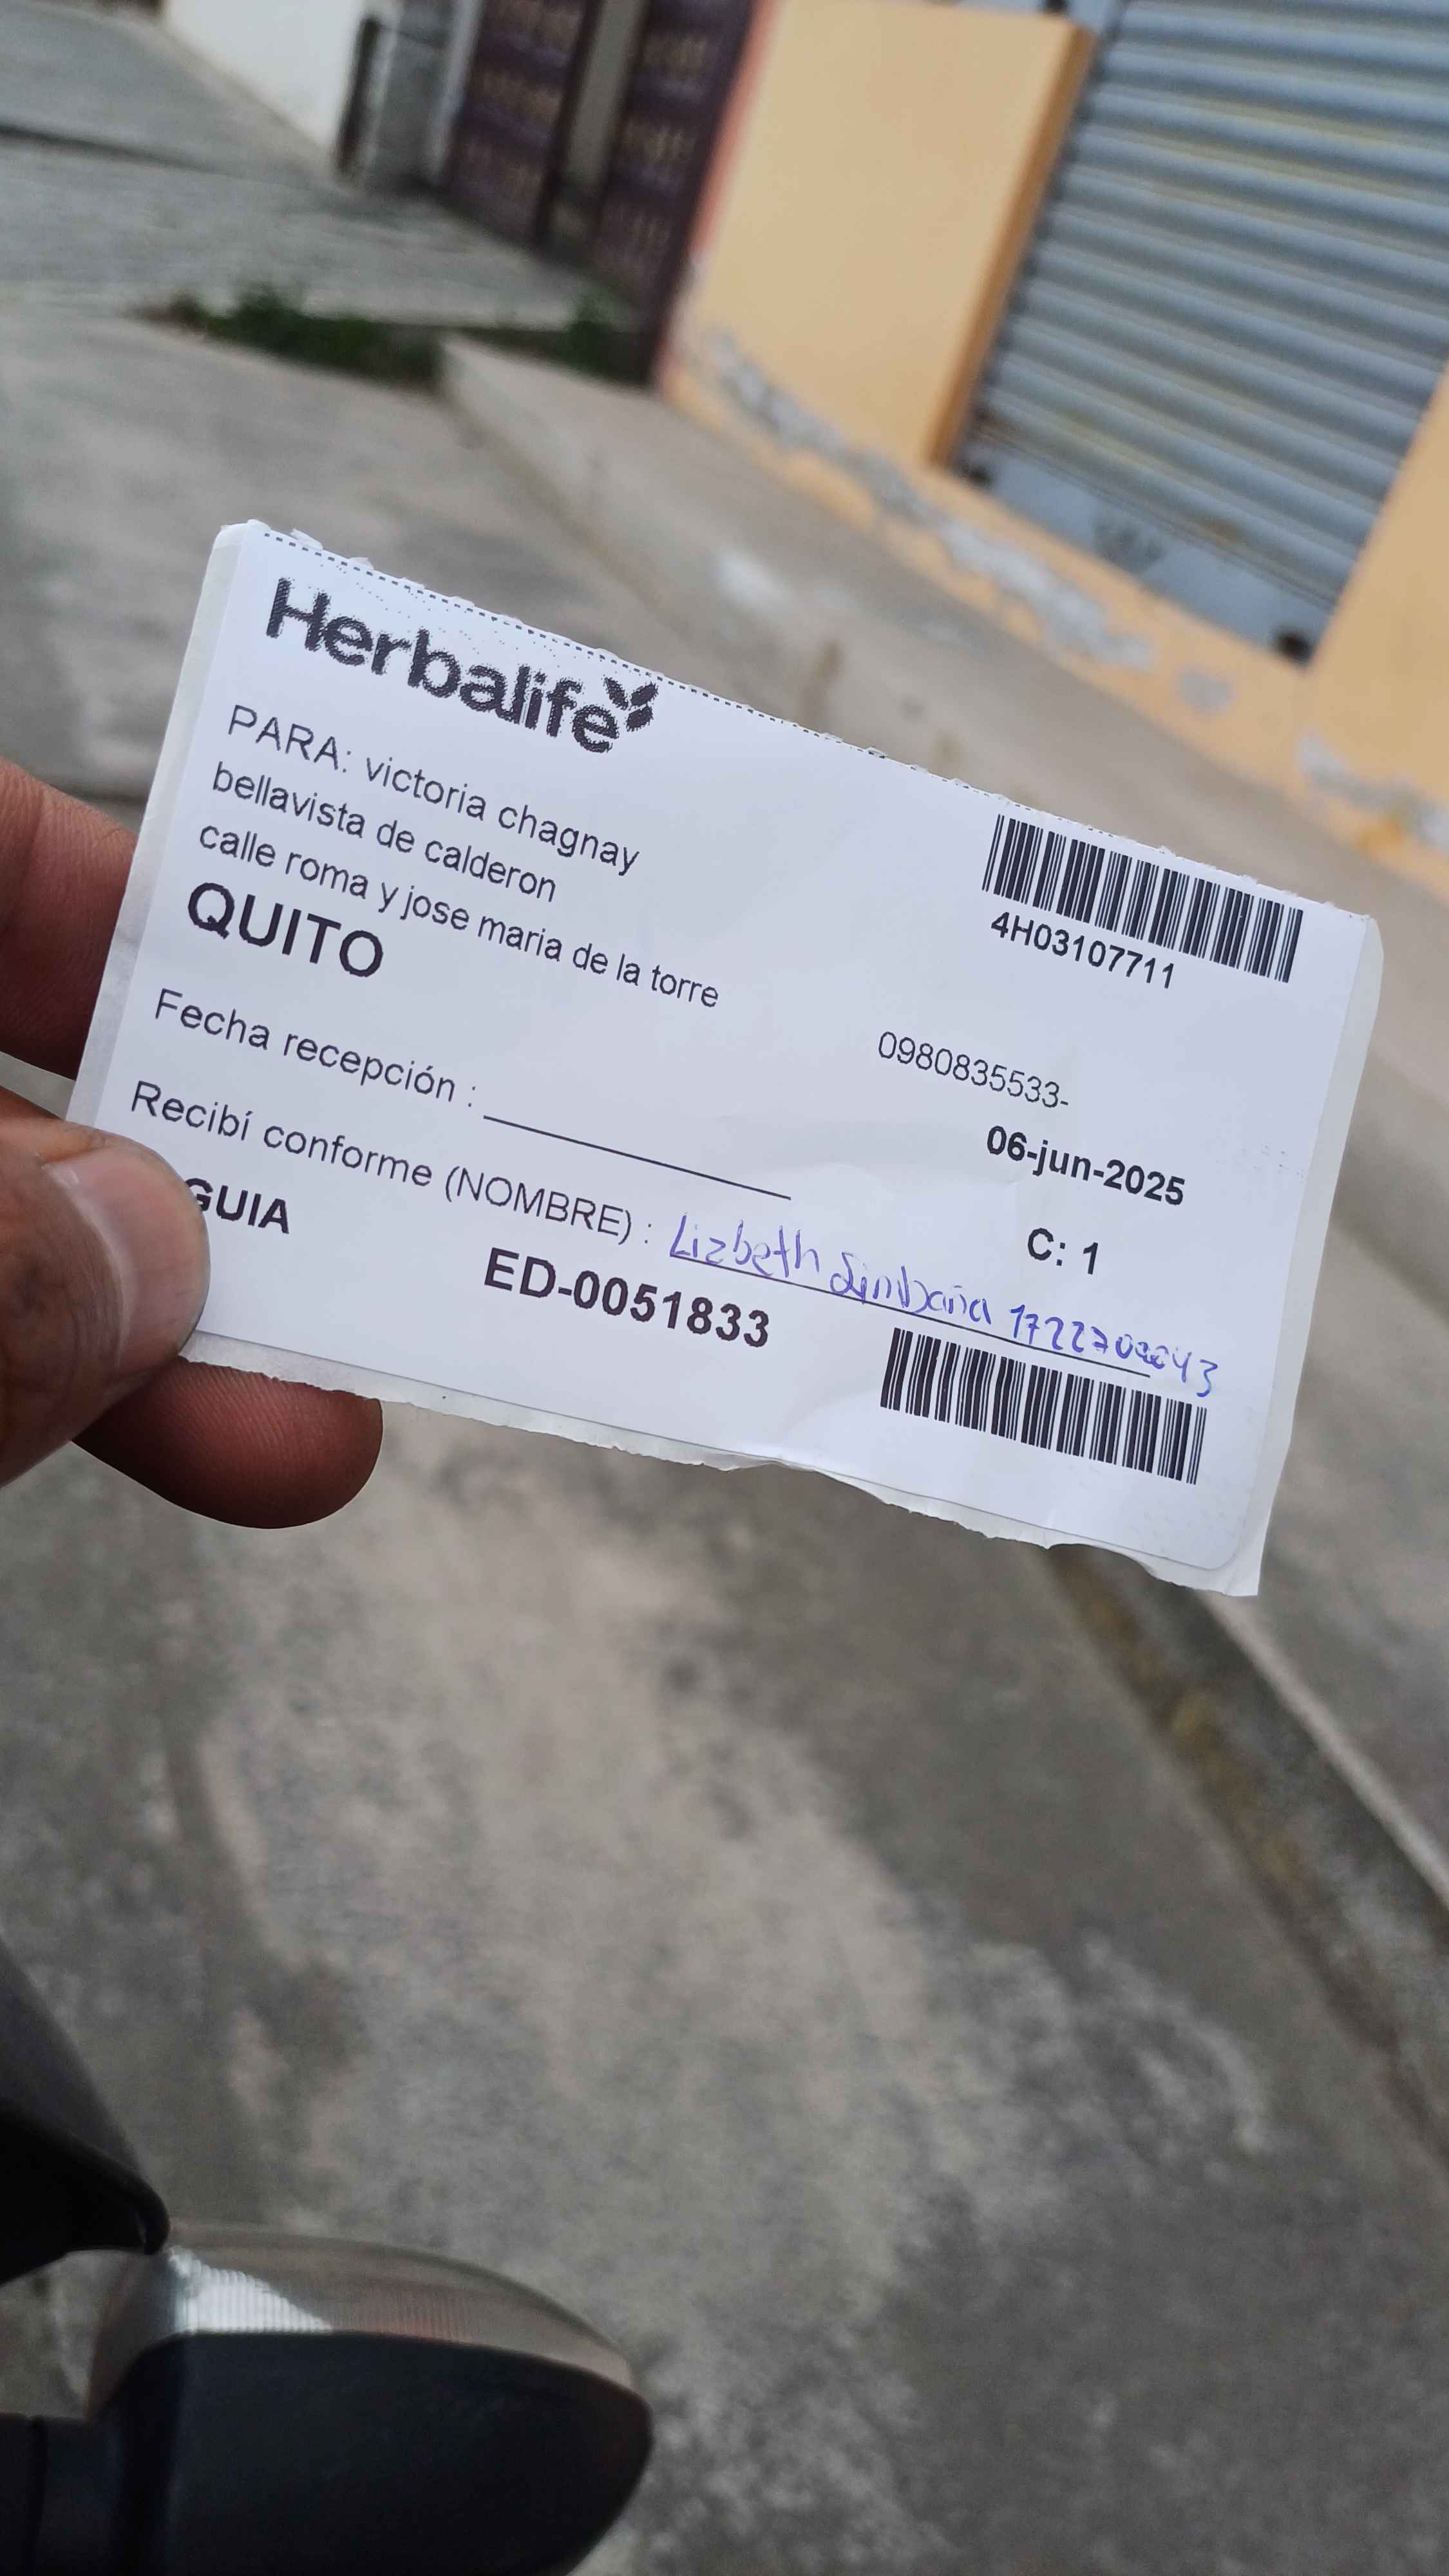 Herbalife
PARA: victoria chagnay
bellavista de calderon
calle roma y jose maria de la torre
QUITO
4H03107711
0980835533-
06-jun-2025
Fecha recepción :
C: 1
Recibí conforme (NOMBRE) : Lizbeth Simbaña
GUIA
ED-0051833